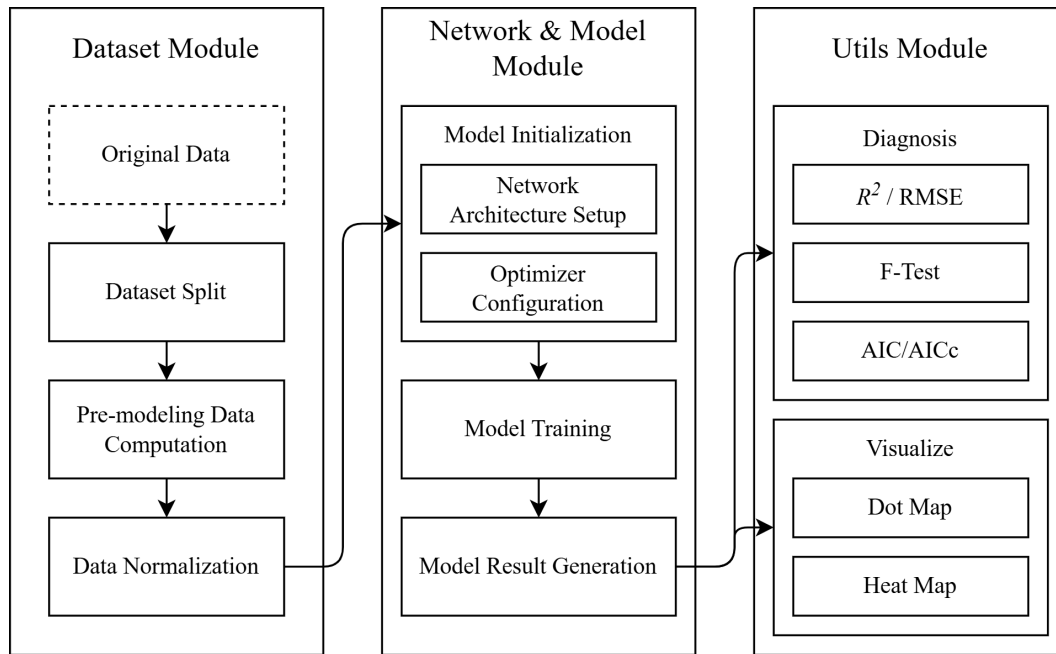 Dataset Module
Original Data
Dataset Split
Pre-modeling Data
Computation
Data Normalization
Network & Model
Module
Model Initialization
Network
Architecture Setup
Optimizer
Configuration
Model Training
Model Result Generation
Utils Module
Diagnosis
R² / RMSE
F-Test
AIC/AICc
Visualize
Dot Map
Heat Map